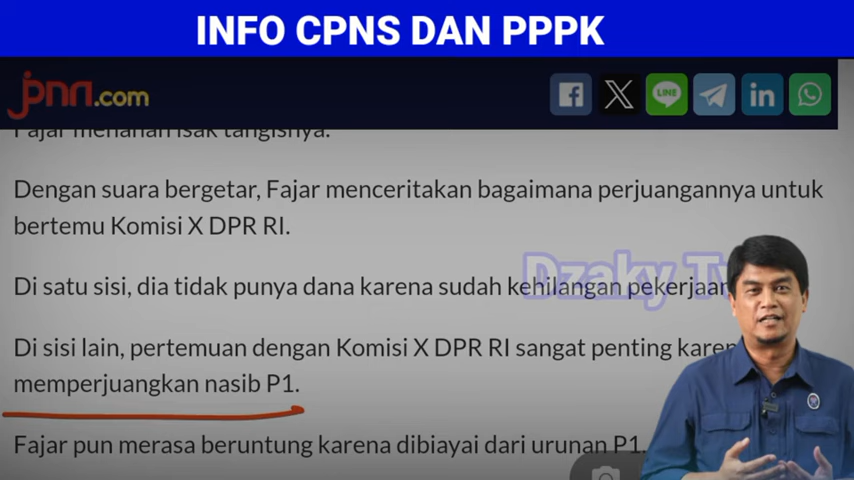 INFO CPNS DAN PPPK
jpnn.com
LINE
Dengan suara bergetar, Fajar menceritakan bagaimana perjuangannya untuk
bertemu Komisi X DPR RI.
Dzaky Tv
Di satu sisi, dia tidak punya dana karena sudah kehilangan pekerjaan
Di sisi lain, pertemuan dengan Komisi X DPR RI sangat penting
memperjuangkan nasib P1.
Fajar pun merasa beruntung karena dibiayai dari urunan P1.